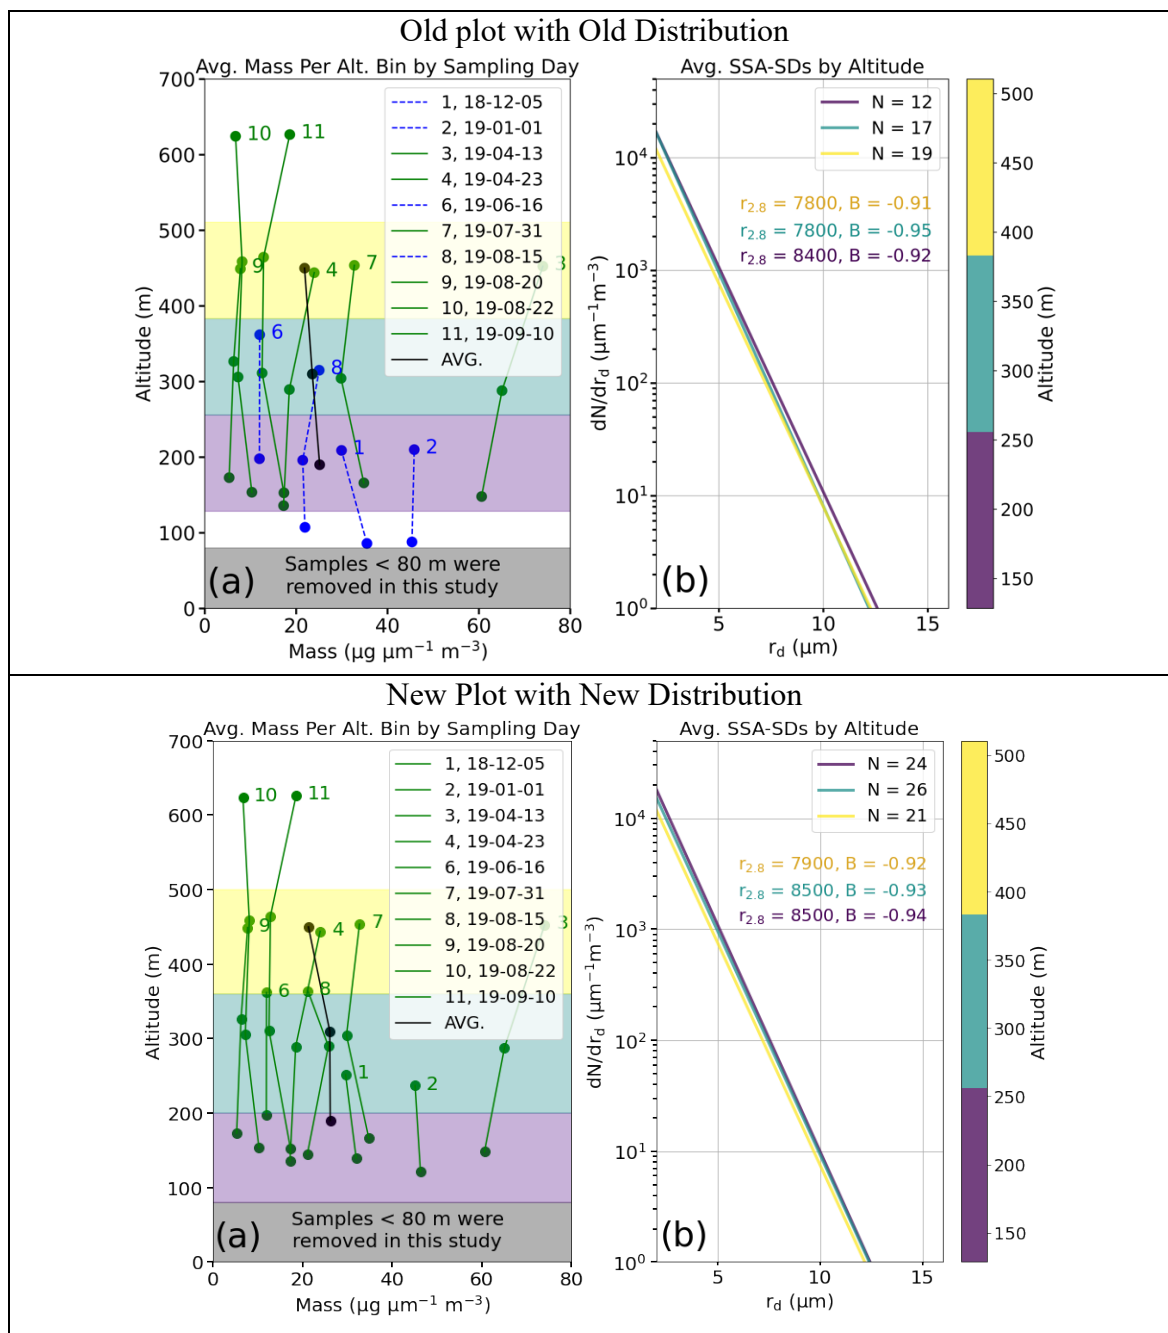 Old plot with Old Distribution
Avg. Mass Per Alt. Bin by Sampling Day
700
600
500
400
300
200
100
0
Altitude (m)
10
11
9
4
7
3
6
8
1
2
1, 18-12-05
2, 19-01-01
3, 19-04-13
4, 19-04-23
6, 19-06-16
7, 19-07-31
8, 19-08-15
9, 19-08-20
10, 19-08-22
11, 19-09-10
AVG.
Samples < 80 m were
removed in this study
(a)
0 20 40 60 80
Mass (μg μm⁻¹ m⁻³)
Avg. SSA-SDs by Altitude
N = 12
N = 17
N = 19
r₂.₈ = 7800, B = -0.91
r₂.₈ = 7800, B = -0.95
r₂.₈ = 8400, B = -0.92
10⁴
10³
10²
10¹
10⁰
dN/dr_d (μm⁻¹m⁻³)
(b)
5 10 15
r_d (μm)
500
450
400
350
300
250
200
150
Altitude (m)
New Plot with New Distribution
Avg. Mass Per Alt. Bin by Sampling Day
700
600
500
400
300
200
100
0
Altitude (m)
10
11
9
4
7
3
6
8
1
2
1, 18-12-05
2, 19-01-01
3, 19-04-13
4, 19-04-23
6, 19-06-16
7, 19-07-31
8, 19-08-15
9, 19-08-20
10, 19-08-22
11, 19-09-10
AVG.
Samples < 80 m were
removed in this study
(a)
0 20 40 60 80
Mass (μg μm⁻¹ m⁻³)
Avg. SSA-SDs by Altitude
N = 24
N = 26
N = 21
r₂.₈ = 7900, B = -0.92
r₂.₈ = 8500, B = -0.93
r₂.₈ = 8500, B = -0.94
10⁴
10³
10²
10¹
10⁰
dN/dr_d (μm⁻¹m⁻³)
(b)
5 10 15
r_d (μm)
500
450
400
350
300
250
200
150
Altitude (m)